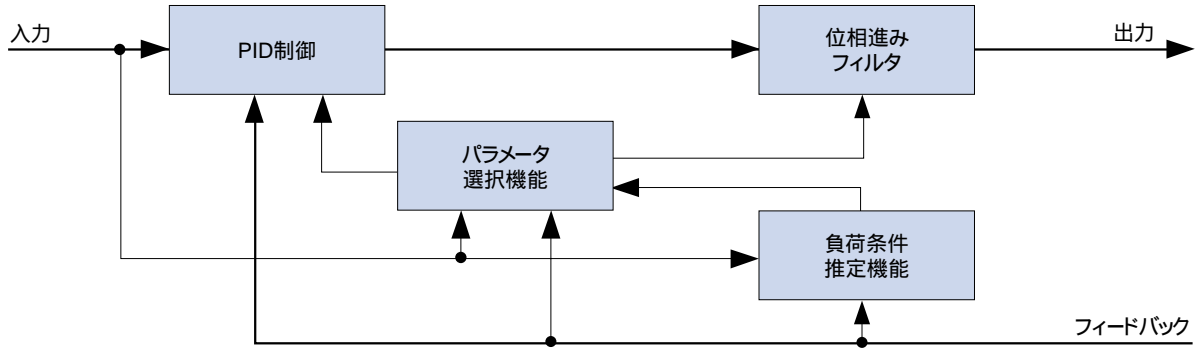 入力
PID制御
位相進み
フィルタ
出力
パラメータ
選択機能
負荷条件
推定機能
フィードバック